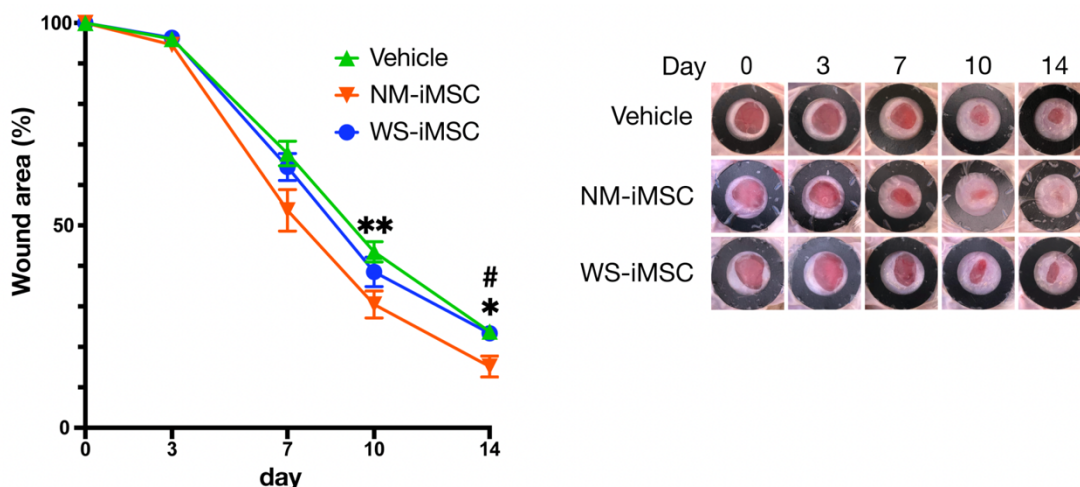 100
50
0
Wound area (%)
0 3 7 10 14
day
Vehicle
NM-iMSC
WS-iMSC
**
#
*
Day 0 3 7 10 14
Vehicle
NM-iMSC
WS-iMSC